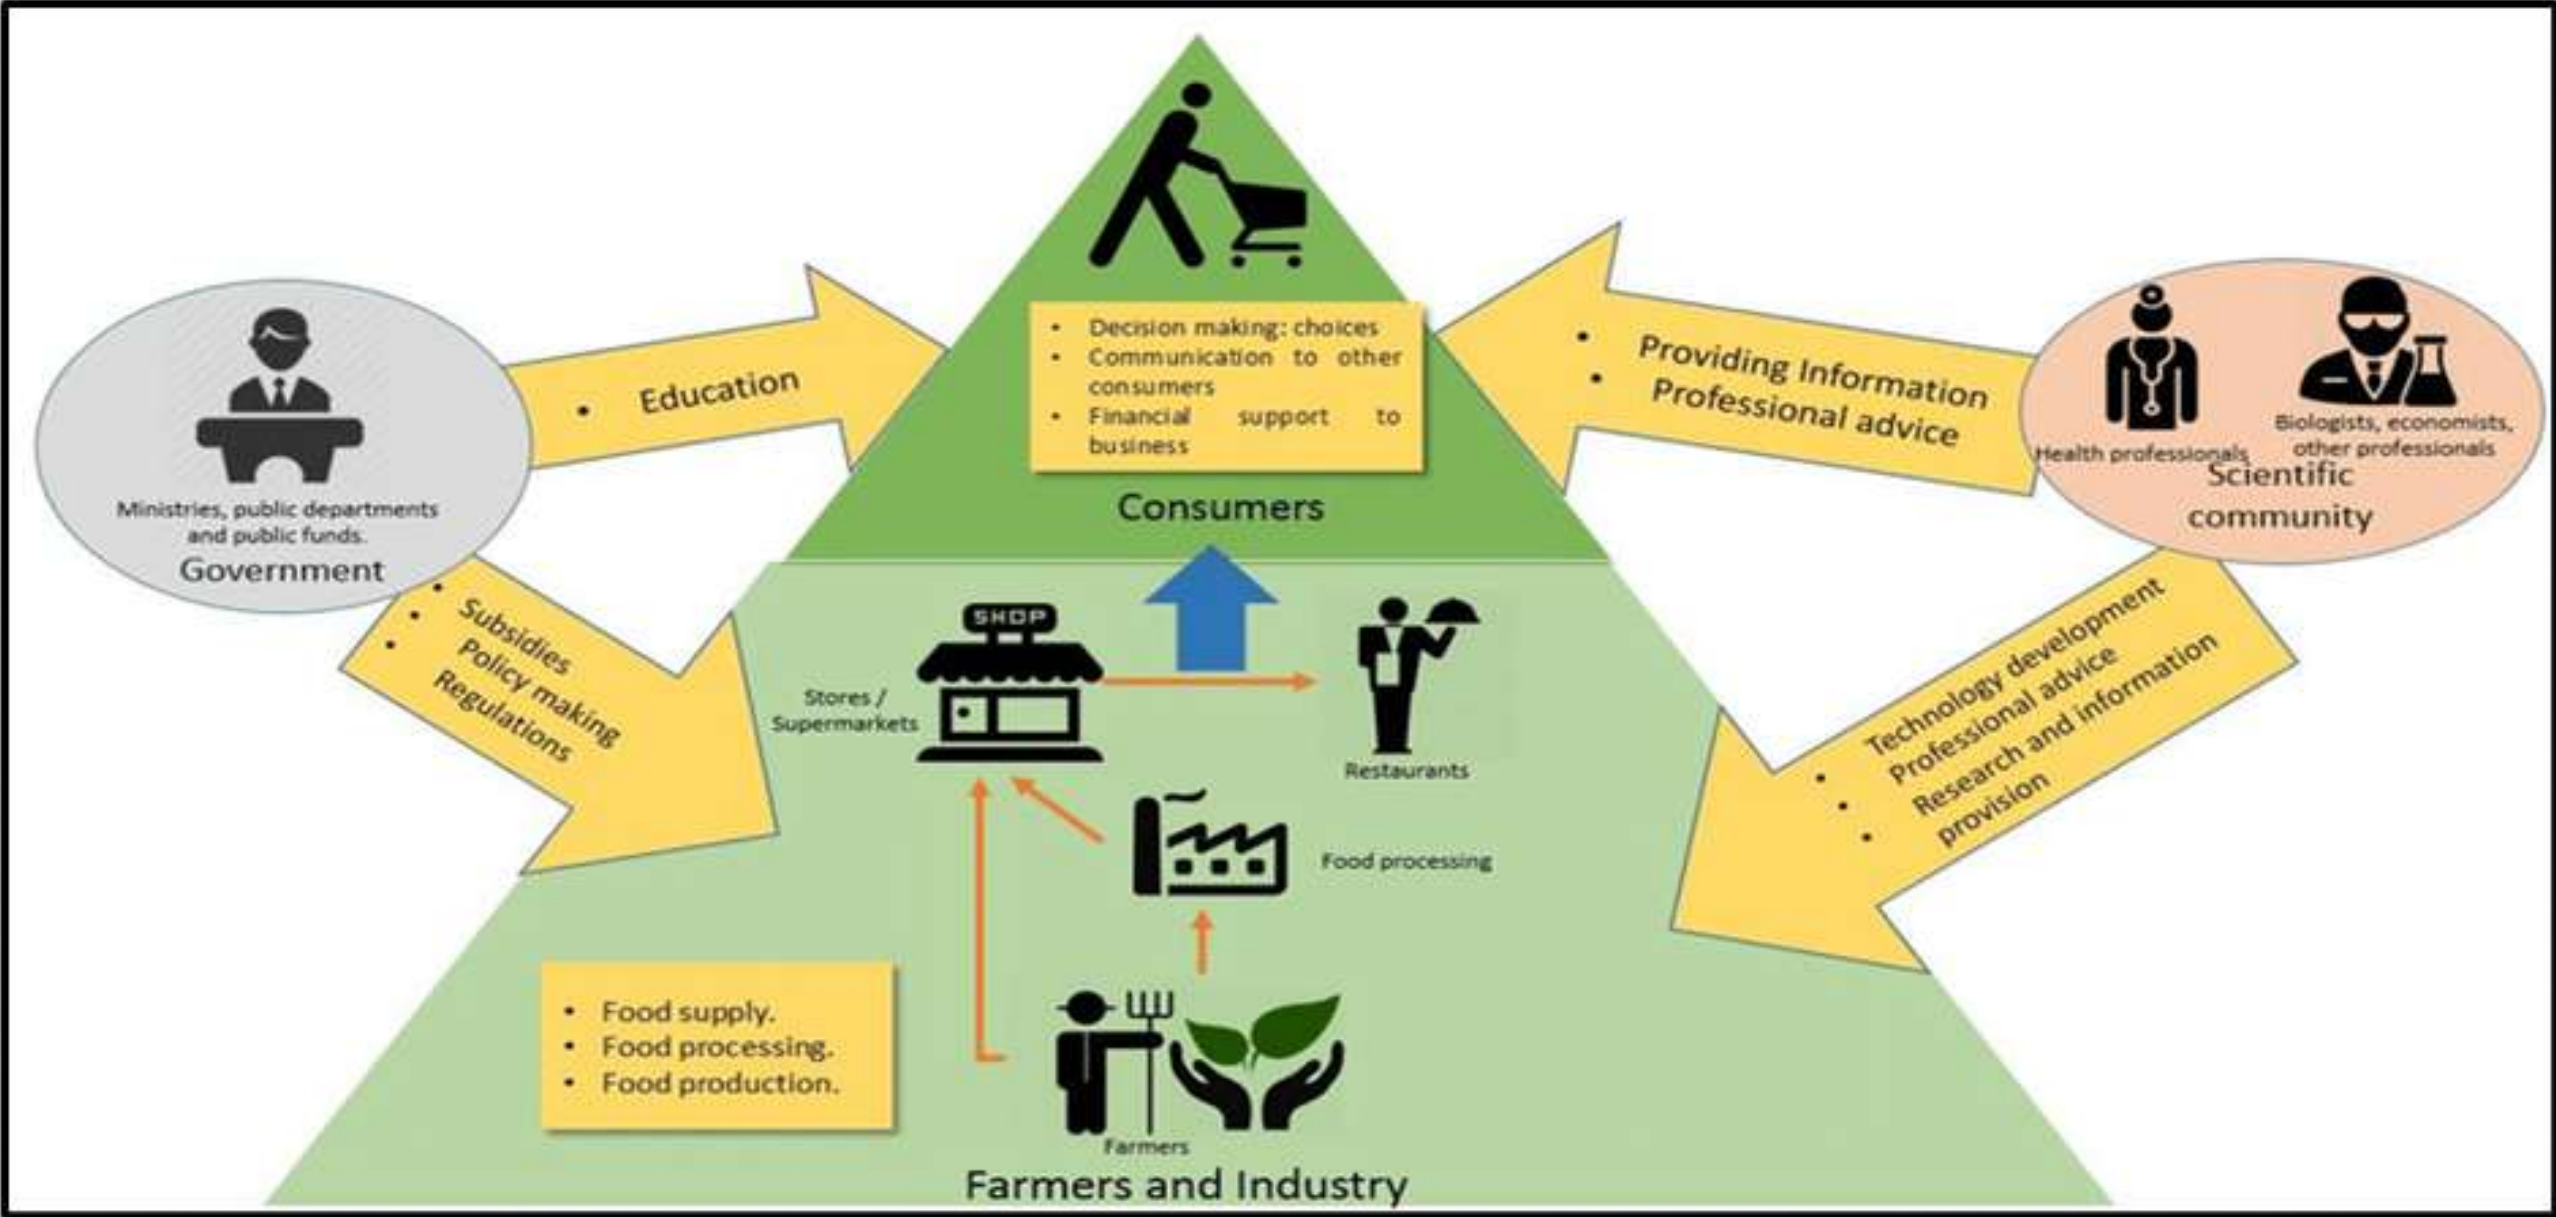 • Decision making: choices
• Communication to other
consumers
• Financial support to
business
Consumers
• Education
Ministries, public departments
and public funds.
Government
• Subsidies
• Policy making
• Regulations
• Providing Information
• Professional advice
Health professionals
Biologists, economists,
other professionals
Scientific
community
• Technology development
• Professional advice
• Research and information
provision
SHOP
Stores /
Supermarkets
Restaurants
Food processing
• Food supply.
• Food processing.
• Food production.
Farmers
Farmers and Industry